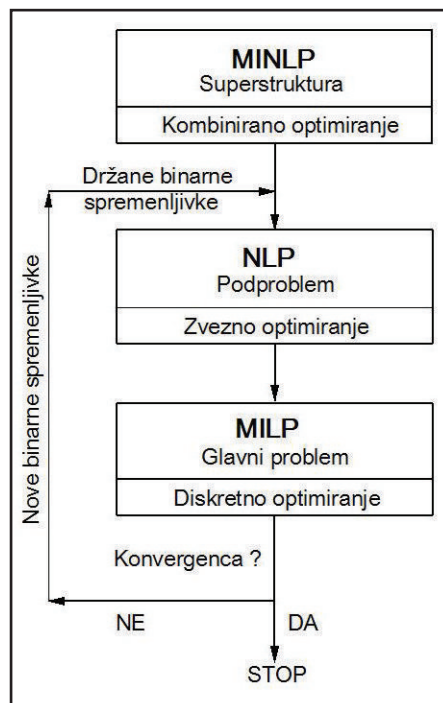 MINLP
Superstruktura
Kombinirano optimiranje
Držane binarne
spremenljivke
NLP
Podproblem
Zvezno optimiranje
MILP
Glavni problem
Diskretno optimiranje
Nove binarne spremenljivke
Konvergenca ?
NE
DA
STOP